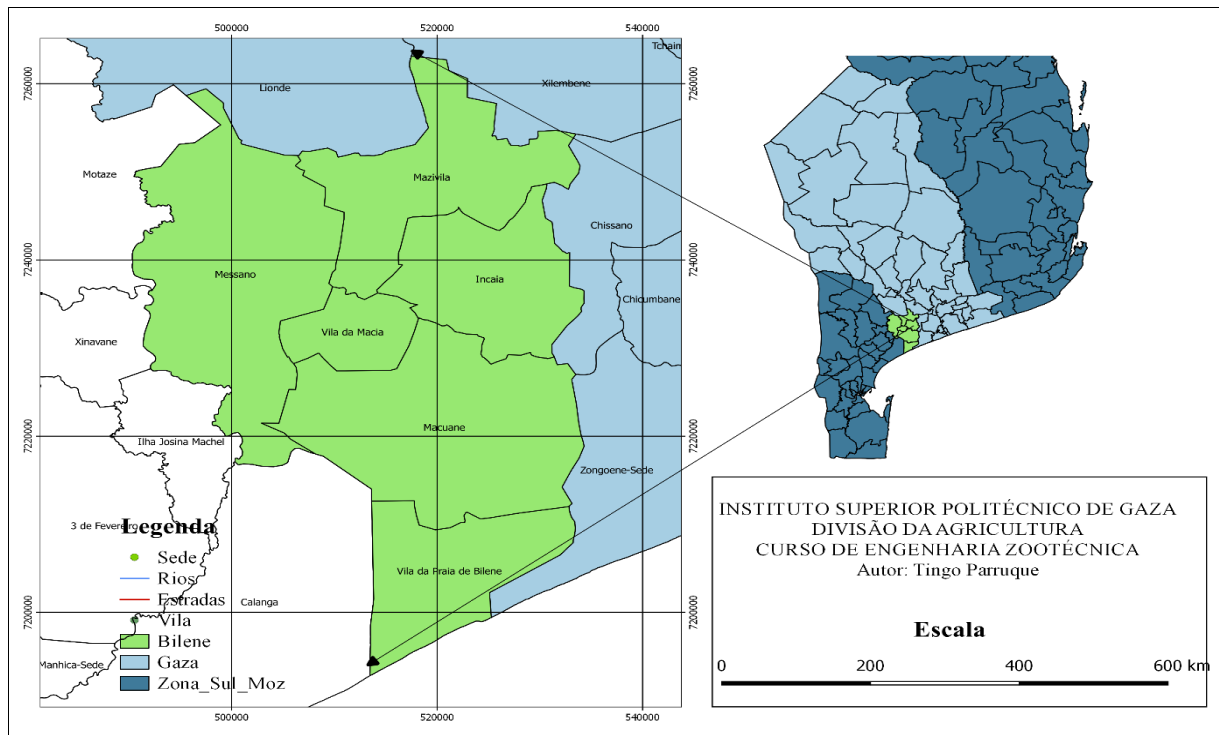 500000
520000
540000
7260000
7260000
Tchaim
Lionde
Xilembene
Motaze
Mazivila
Chissano
7240000
7240000
Messano
Incaia
Chicumbane
Xinavane
Vila da Macia
7220000
7220000
Macuane
Ilha Josina Machel
Zongoene-Sede
3 de Fevereiro
Legenda
Sede
Rios
Estradas
Vila
Bilene
Gaza
Zona_Sul_Moz
Vila da Praia de Bilene
Calanga
7200000
7200000
Manhica-Sede
500000
520000
540000
INSTITUTO SUPERIOR POLITÉCNICO DE GAZA
DIVISÃO DA AGRICULTURA
CURSO DE ENGENHARIA ZOOTÉCNICA
Autor: Tingo Parruque
Escala
0 200 400 600 km